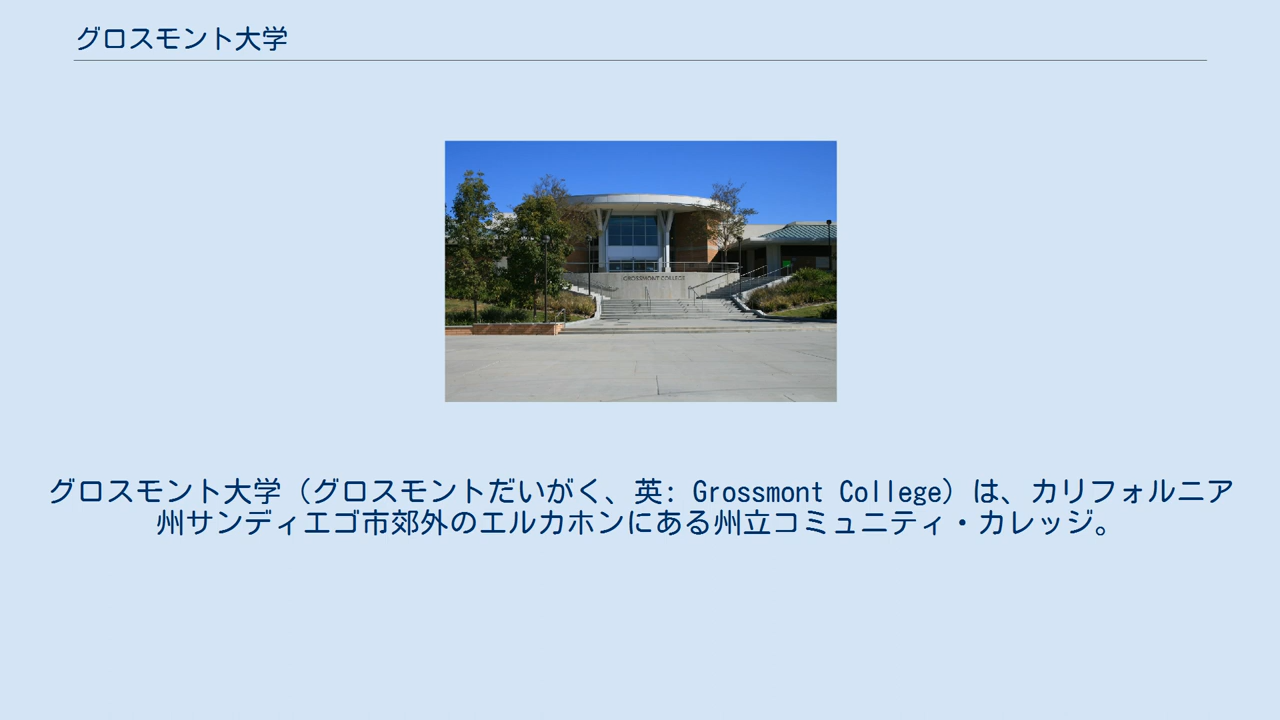 グロスモント大学
GROSSMONT COLLEGE
グロスモント大学（グロスモントだいがく、英: Grossmont College）は、カリフォルニア
州サンディエゴ市郊外のエルカホンにある州立コミュニティ・カレッジ。